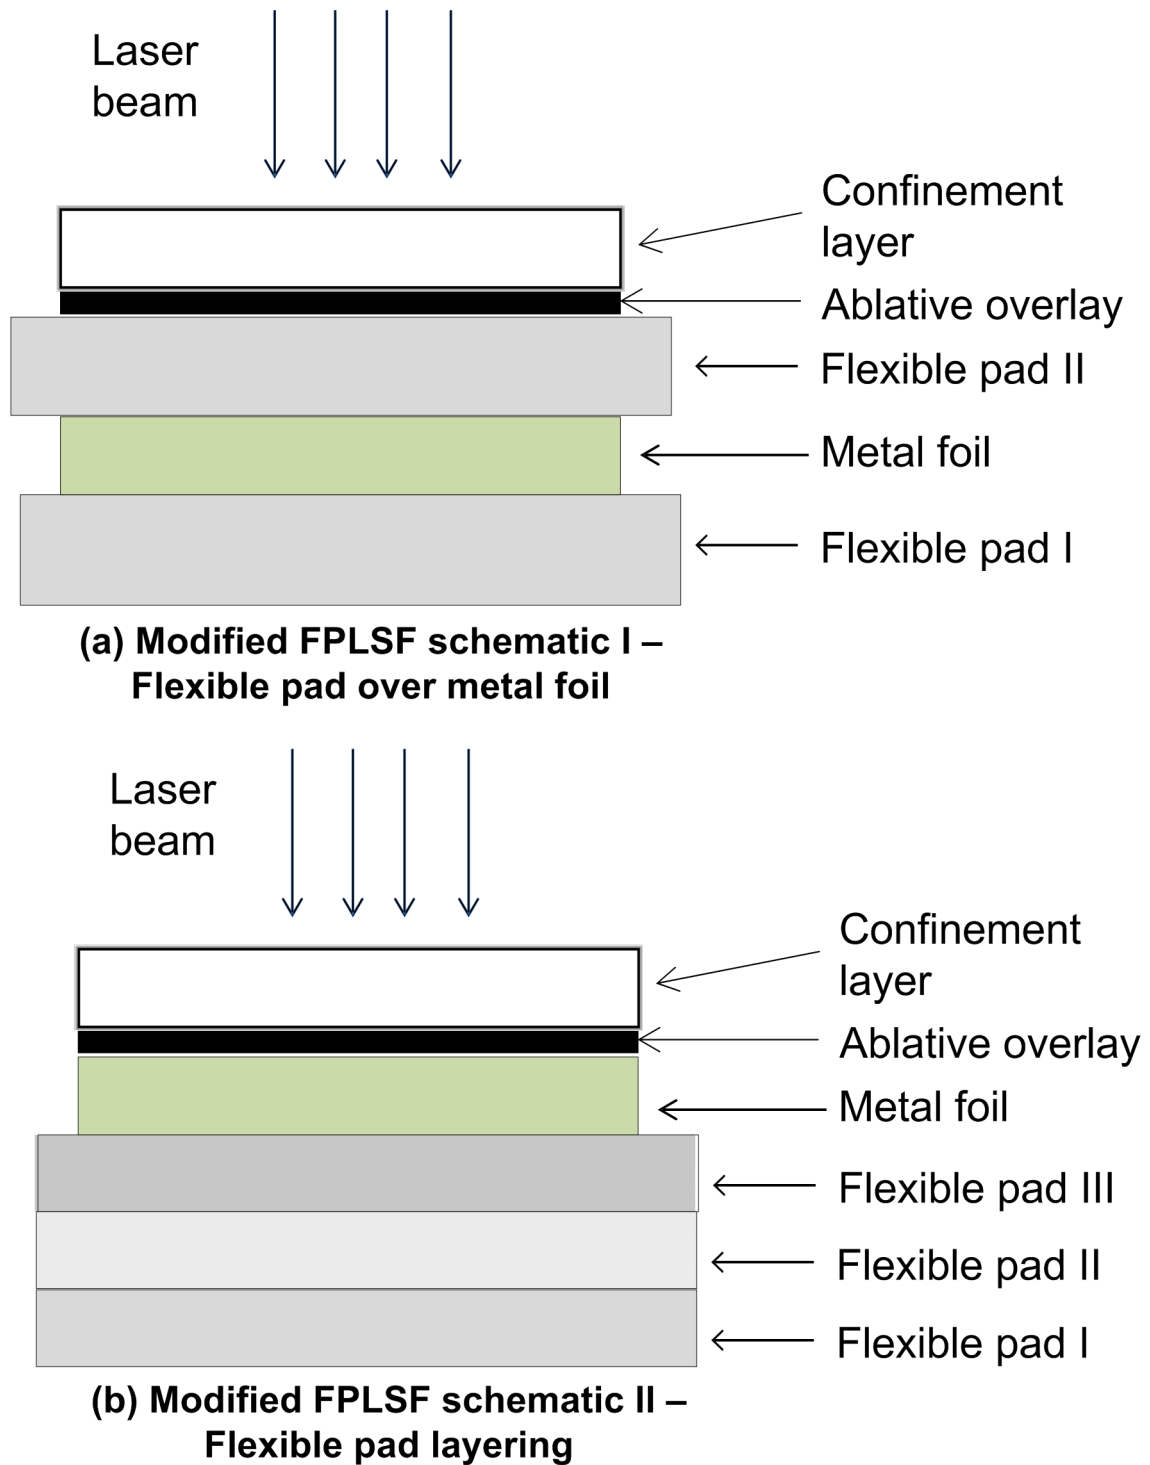 Laser
beam
Confinement
layer
Ablative overlay
Flexible pad II
Metal foil
Flexible pad I
(a) Modified FPLSF schematic I –
Flexible pad over metal foil
Laser
beam
Confinement
layer
Ablative overlay
Metal foil
Flexible pad III
Flexible pad II
Flexible pad I
(b) Modified FPLSF schematic II –
Flexible pad layering